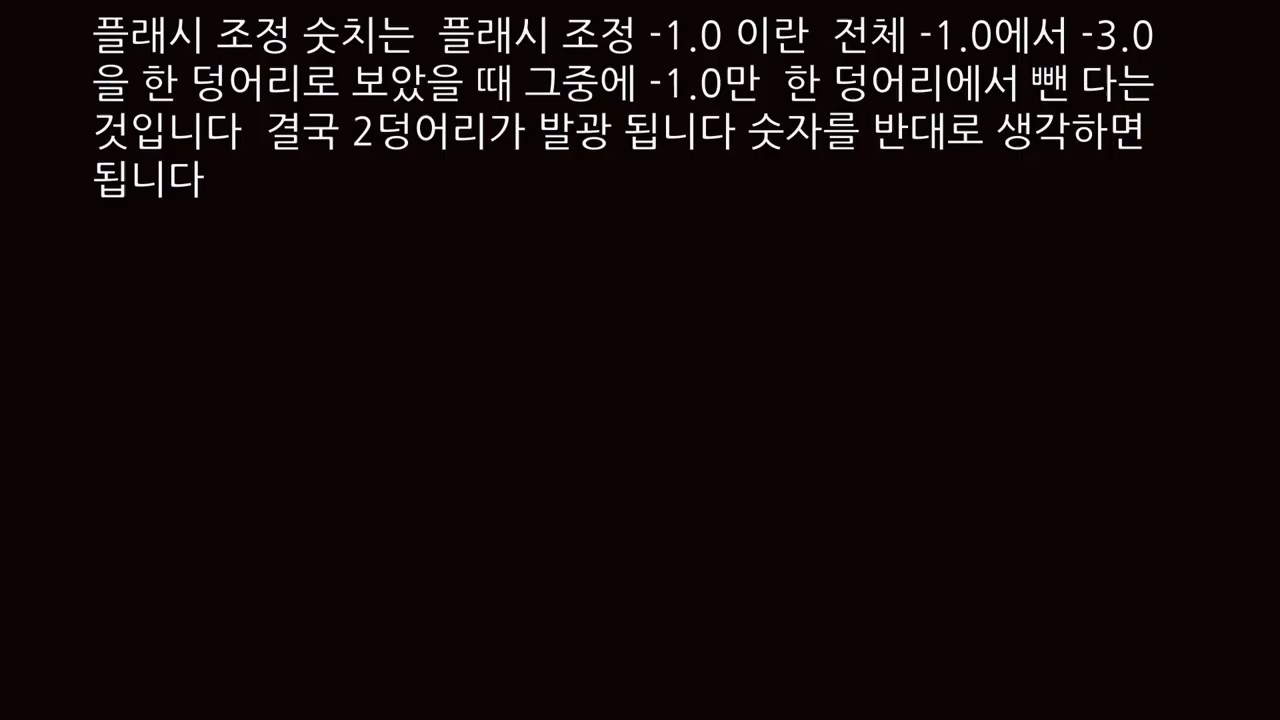 플래시 조정 숫치는  플래시 조정 -1.0 이란  전체 -1.0에서 -3.0
을 한 덩어리로 보았을 때 그중에 -1.0만  한 덩어리에서 뺀 다는
것입니다  결국 2덩어리가 발광 됩니다 숫자를 반대로 생각하면
됩니다